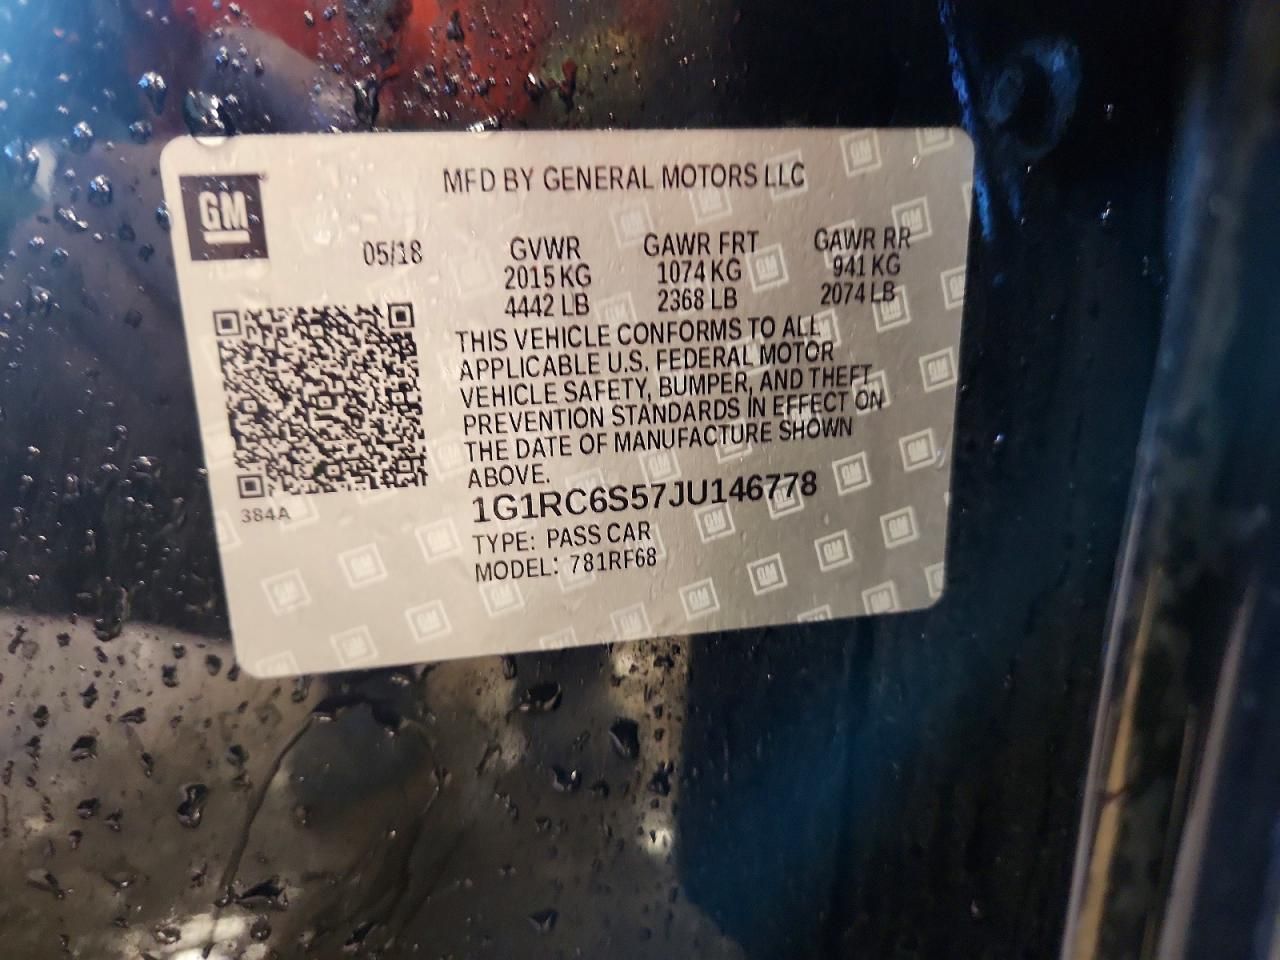 MFD BY GENERAL MOTORS LLC
GM
05/18
GVWR
2015 KG
4442 LB
GAWR FRT
1074 KG
2368 LB
GAWR RR
941 KG
2074 LB
THIS VEHICLE CONFORMS TO ALL
APPLICABLE U.S. FEDERAL MOTOR
VEHICLE SAFETY, BUMPER, AND THEFT
PREVENTION STANDARDS IN EFFECT ON
THE DATE OF MANUFACTURE SHOWN
ABOVE.
384A
1G1RC6S57JU146778
TYPE: PASS CAR
MODEL: 781RF68